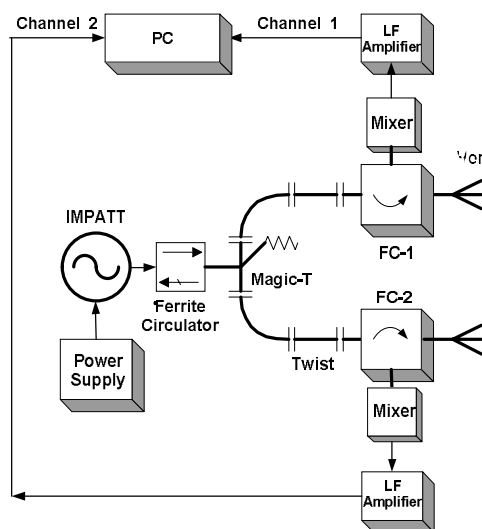 Channel 2
PC
Channel 1
LF
Amplifier
Mixer
FC-1
IMPATT
Magic-T
Ferrite
Circulator
FC-2
Twist
Power
Supply
Mixer
LF
Amplifier